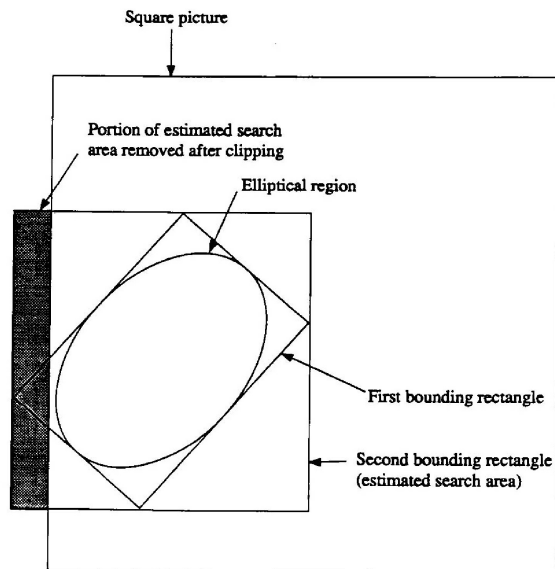 Square picture
Portion of estimated search
area removed after clipping
Elliptical region
First bounding rectangle
Second bounding rectangle
(estimated search area)